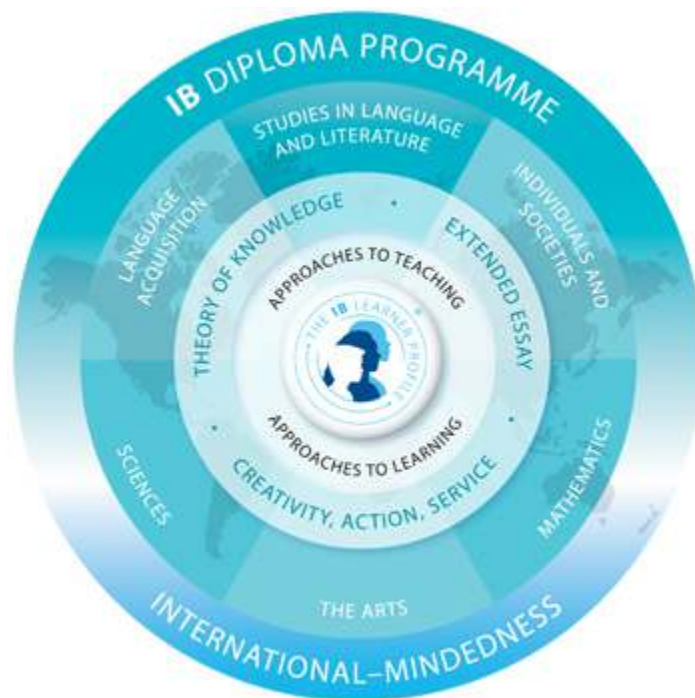 IB DIPLOMA PROGRAMME
STUDIES IN LANGUAGE
AND LITERATURE
LANGUAGE
ACQUISITION
INDIVIDUALS AND
SOCIETIES
THEORY OF KNOWLEDGE
EXTENDED ESSAY
APPROACHES TO TEACHING
THE IB LEARNER PROFILE
APPROACHES TO LEARNING
CREATIVITY, ACTION, SERVICE
SCIENCES
MATHEMATICS
THE ARTS
INTERNATIONAL–MINDEDNESS